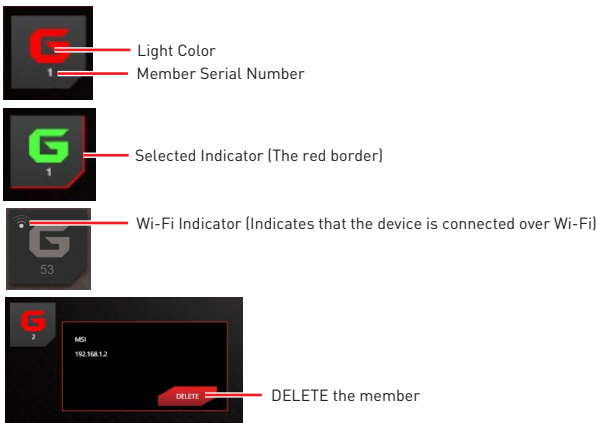 G
Light Color
1
Member Serial Number
G
Selected Indicator (The red border)
1
Wi-Fi Indicator (Indicates that the device is connected over Wi-Fi)
G
53
G
2
MSI
192.168.1.2
DELETE
DELETE the member